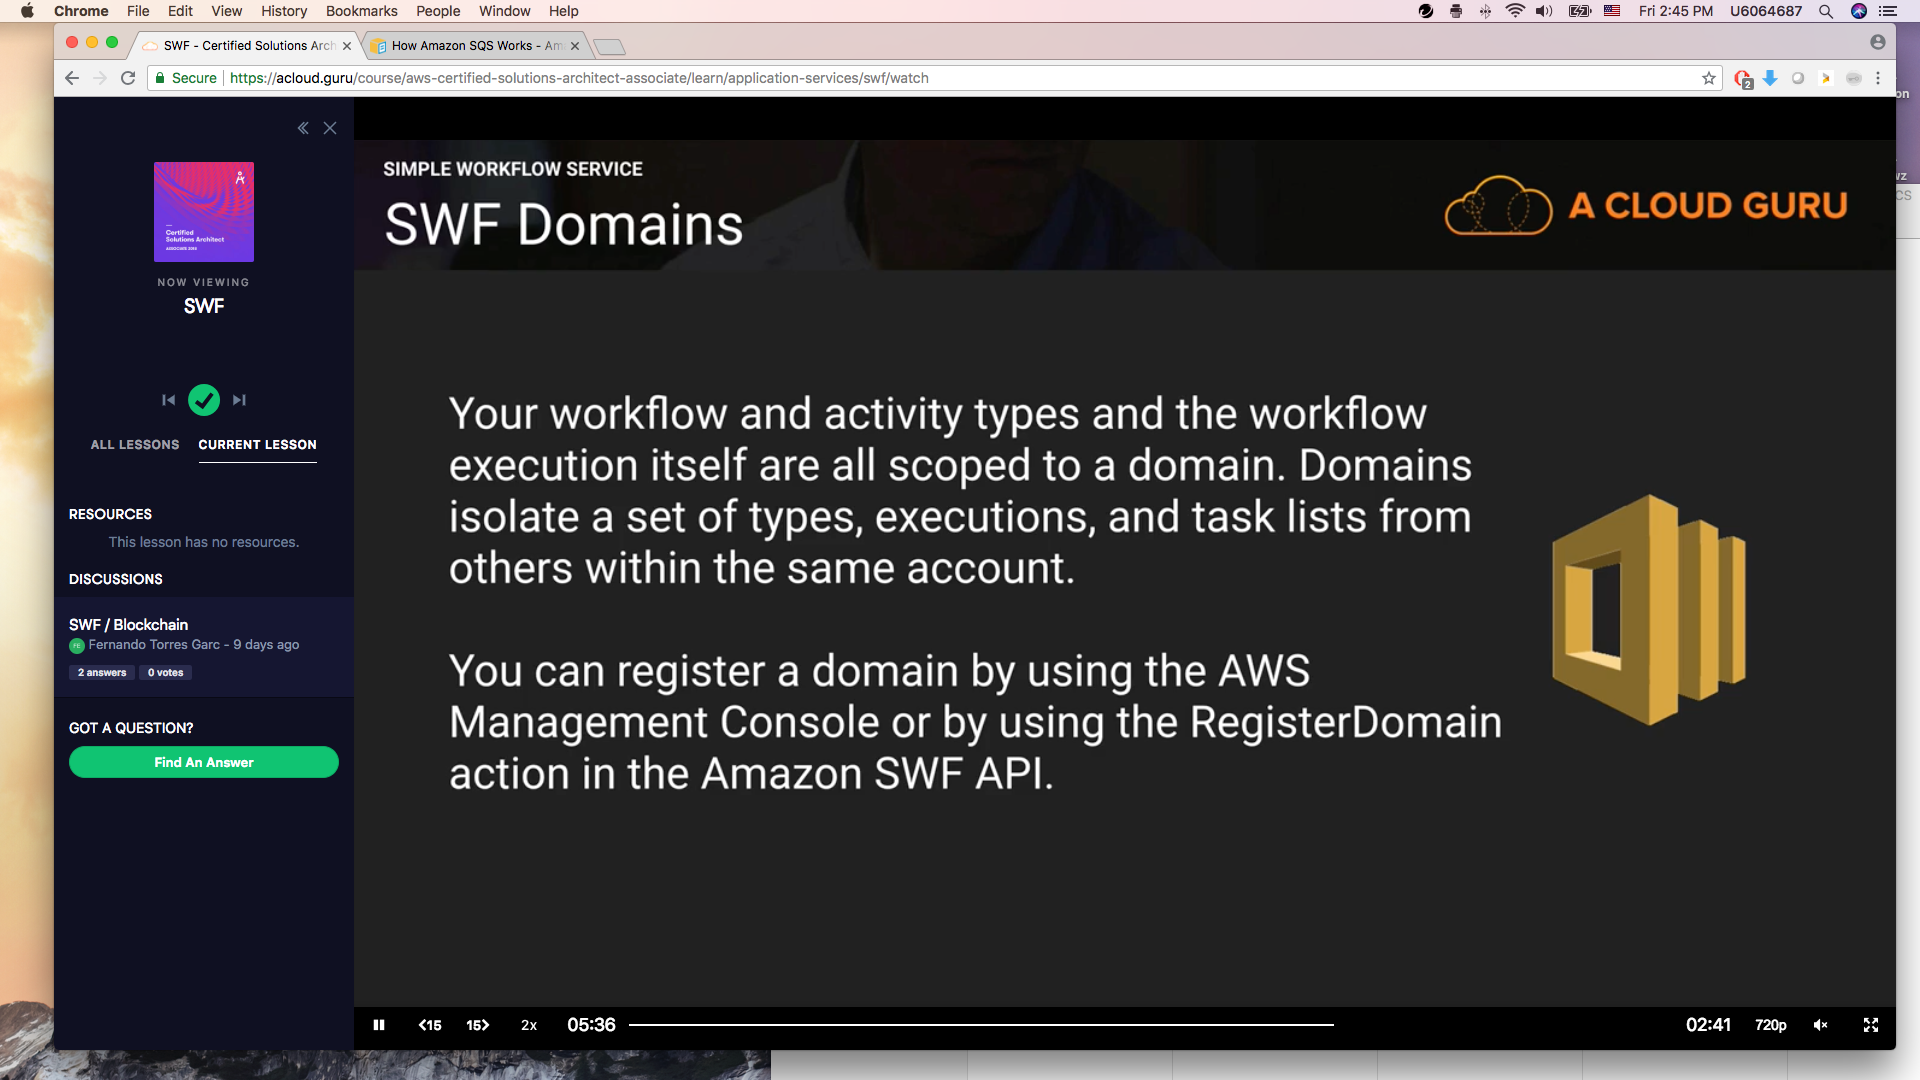 Chrome File Edit View History Bookmarks People Window Help
Fri 2:45 PM U6064687
SWF - Certified Solutions Arch
How Amazon SQS Works - Am
Secure https://acloud.guru/course/aws-certified-solutions-architect-associate/learn/application-services/swf/watch
2
on
wz
CS
Certified
Solutions Architect
ASSOCIATE 2018
NOW VIEWING
SWF
ALL LESSONS CURRENT LESSON
RESOURCES
This lesson has no resources.
DISCUSSIONS
SWF / Blockchain
FE Fernando Torres Garc - 9 days ago
2 answers 0 votes
GOT A QUESTION?
Find An Answer
SIMPLE WORKFLOW SERVICE
SWF Domains
A CLOUD GURU
Your workflow and activity types and the workflow
execution itself are all scoped to a domain. Domains
isolate a set of types, executions, and task lists from
others within the same account.
You can register a domain by using the AWS
Management Console or by using the RegisterDomain
action in the Amazon SWF API.
<15 15> 2x 05:36 02:41 720p